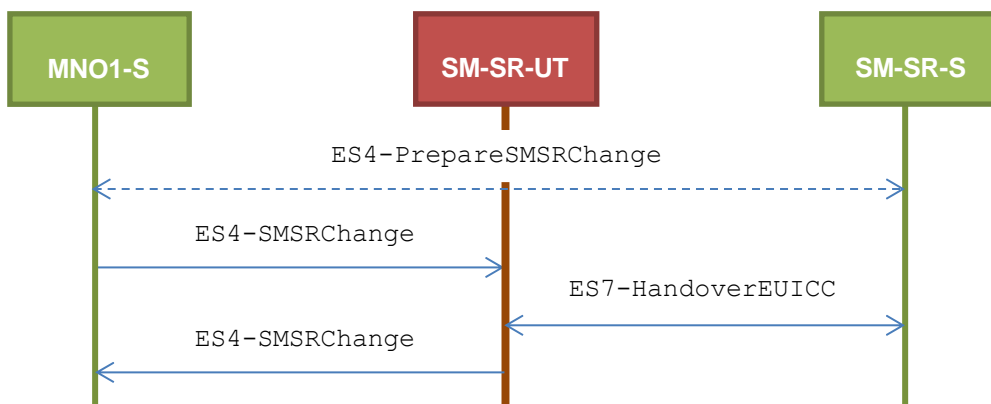 MNO1-S
SM-SR-UT
SM-SR-S
ES4-PrepareSMSRChange
ES4-SMSRChange
ES7-HandoverEUICC
ES4-SMSRChange